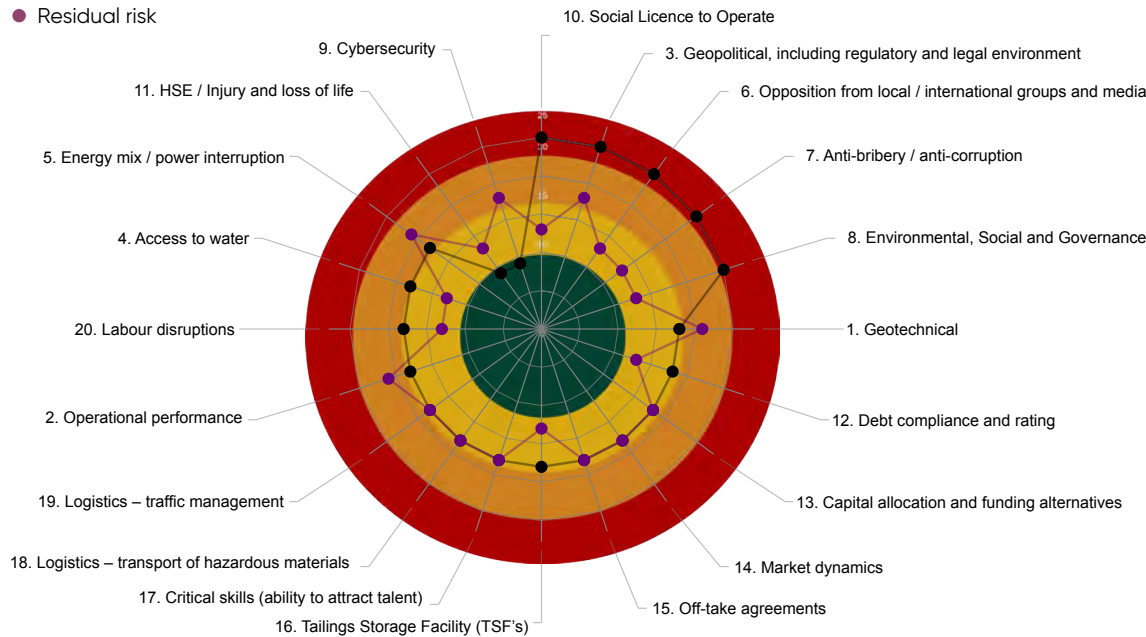 Residual risk
10. Social Licence to Operate
9. Cybersecurity
3. Geopolitical, including regulatory and legal environment
11. HSE / Injury and loss of life
6. Opposition from local / international groups and media
25
20
5. Energy mix / power interruption
7. Anti-bribery / anti-corruption
15
4. Access to water
8. Environmental, Social and Governance
10
20. Labour disruptions
1. Geotechnical
2. Operational performance
12. Debt compliance and rating
19. Logistics – traffic management
13. Capital allocation and funding alternatives
18. Logistics – transport of hazardous materials
14. Market dynamics
17. Critical skills (ability to attract talent)
15. Off-take agreements
16. Tailings Storage Facility (TSF's)